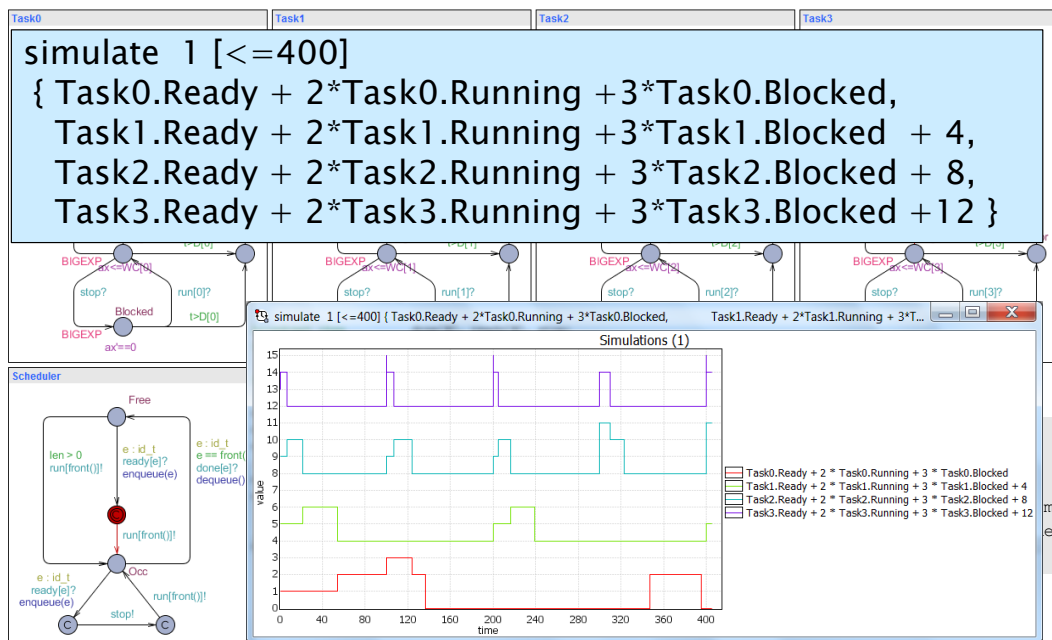 Task0
Task1
Task2
Task3
simulate 1 [<=400]
{ Task0.Ready + 2*Task0.Running +3*Task0.Blocked,
Task1.Ready + 2*Task1.Running +3*Task1.Blocked + 4,
Task2.Ready + 2*Task2.Running + 3*Task2.Blocked + 8,
Task3.Ready + 2*Task3.Running + 3*Task3.Blocked +12 }
BIGEXP
ax<=WC[0]
BIGEXP
ax<=WC[1]
BIGEXP
ax<=WC[2]
BIGEXP
ax<=WC[3]
stop?
run[0]?
stop?
run[1]?
stop?
run[2]?
stop?
run[3]?
Blocked
t>D[0]
BIGEXP
ax'==0
simulate 1 [<=400] { Task0.Ready + 2*Task0.Running + 3*Task0.Blocked, Task1.Ready + 2*Task1.Running + 3*T...
Simulations (1)
15
14
13
12
11
10
9
8
7
6
5
4
3
2
1
0
value
0 40 80 120 160 200 240 280 320 360 400
time
Task0.Ready + 2 * Task0.Running + 3 * Task0.Blocked
Task1.Ready + 2 * Task1.Running + 3 * Task1.Blocked + 4
Task2.Ready + 2 * Task2.Running + 3 * Task2.Blocked + 8
Task3.Ready + 2 * Task3.Running + 3 * Task3.Blocked + 12
Scheduler
Free
len > 0
run[front()]!
e : id_t
ready[e]?
enqueue(e)
e : id_t
e == front(
done[e]?
dequeue()
C
run[front()]!
Occ
e : id_t
ready[e]?
enqueue(e)
run[front()]!
stop!
C
C